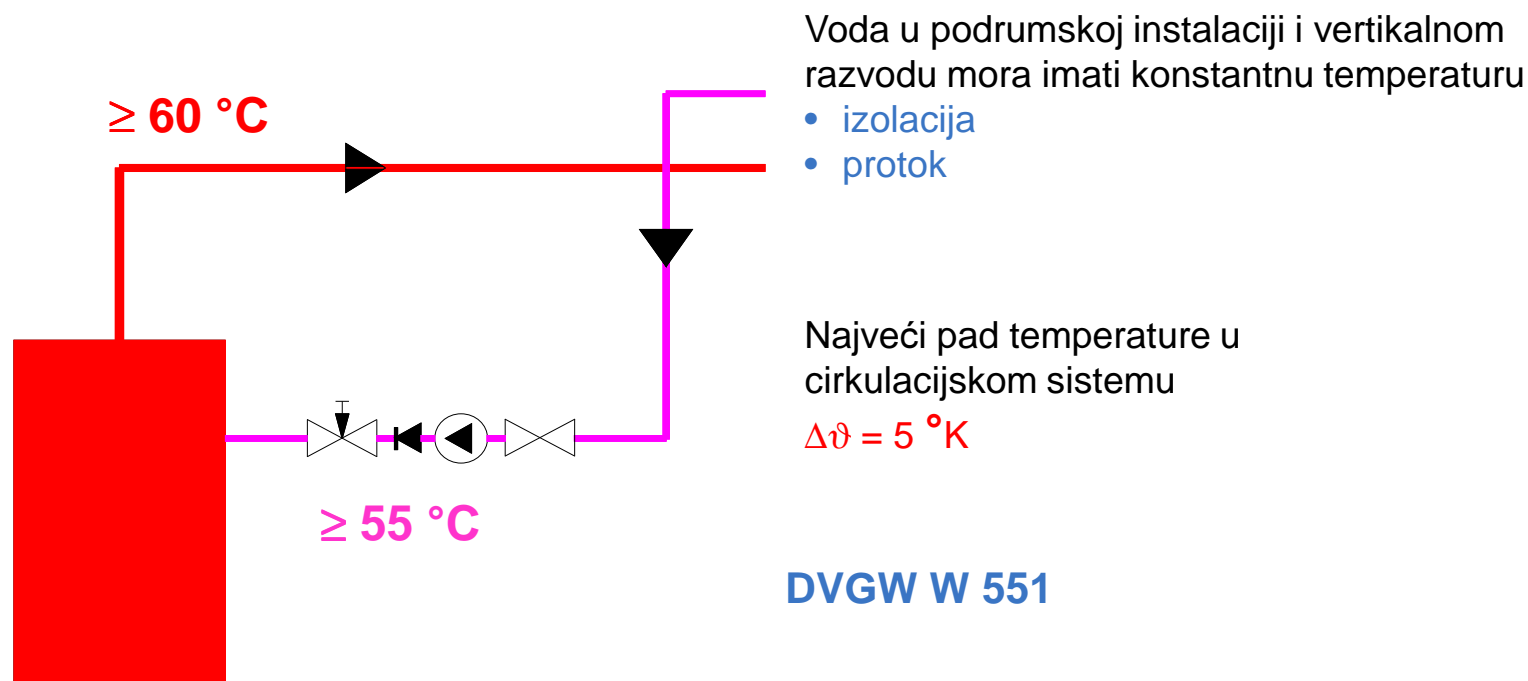 Voda u podrumskoj instalaciji i vertikalnom
razvodu mora imati konstantnu temperaturu
• izolacija
• protok
≥ 60 °C
Najveći pad temperature u
cirkulacijskom sistemu
Δϑ = 5 °K
≥ 55 °C
DVGW W 551